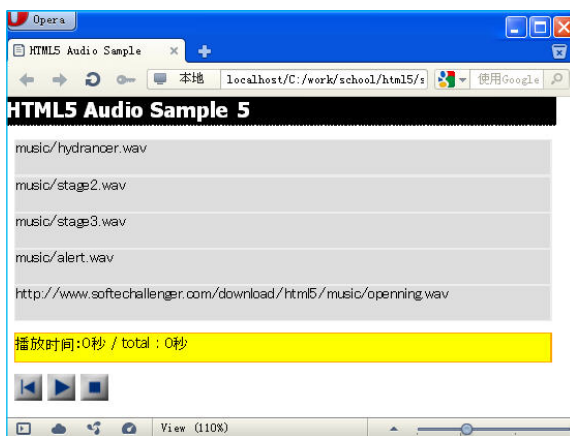 Opera
HTML5 Audio Sample
本地 localhost/C:/work/school/html5/s 使用Google
HTML5 Audio Sample 5
music/hydrancer.wav
music/stage2.wav
music/stage3.wav
music/alert.wav
http://www.softechallenger.com/download/html5/music/openning.wav
播放时间:0秒 / total : 0秒
View (110%)